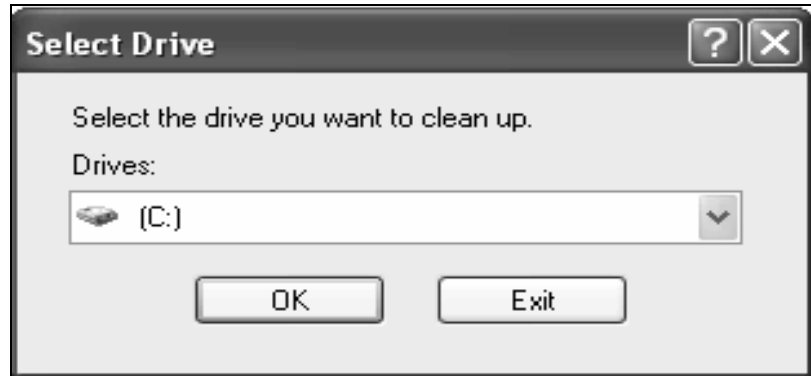 Select Drive
Select the drive you want to clean up.
Drives:
(C:)
OK Exit